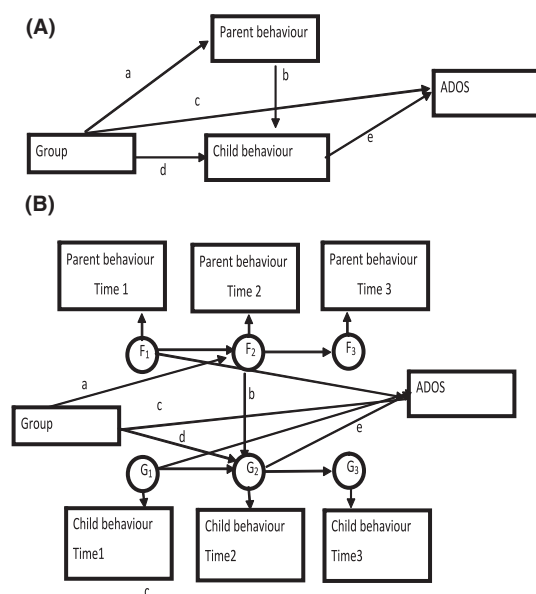 (A)
Parent behaviour
a
b
c
ADOS
Group
Child behaviour
d
e
(B)
Parent behaviour
Time 1
Parent behaviour
Time 2
Parent behaviour
Time 3
F1
F2
F3
a
b
c
ADOS
Group
d
e
G1
G2
G3
Child behaviour
Time1
Child behaviour
Time2
Child behaviour
Time3
c